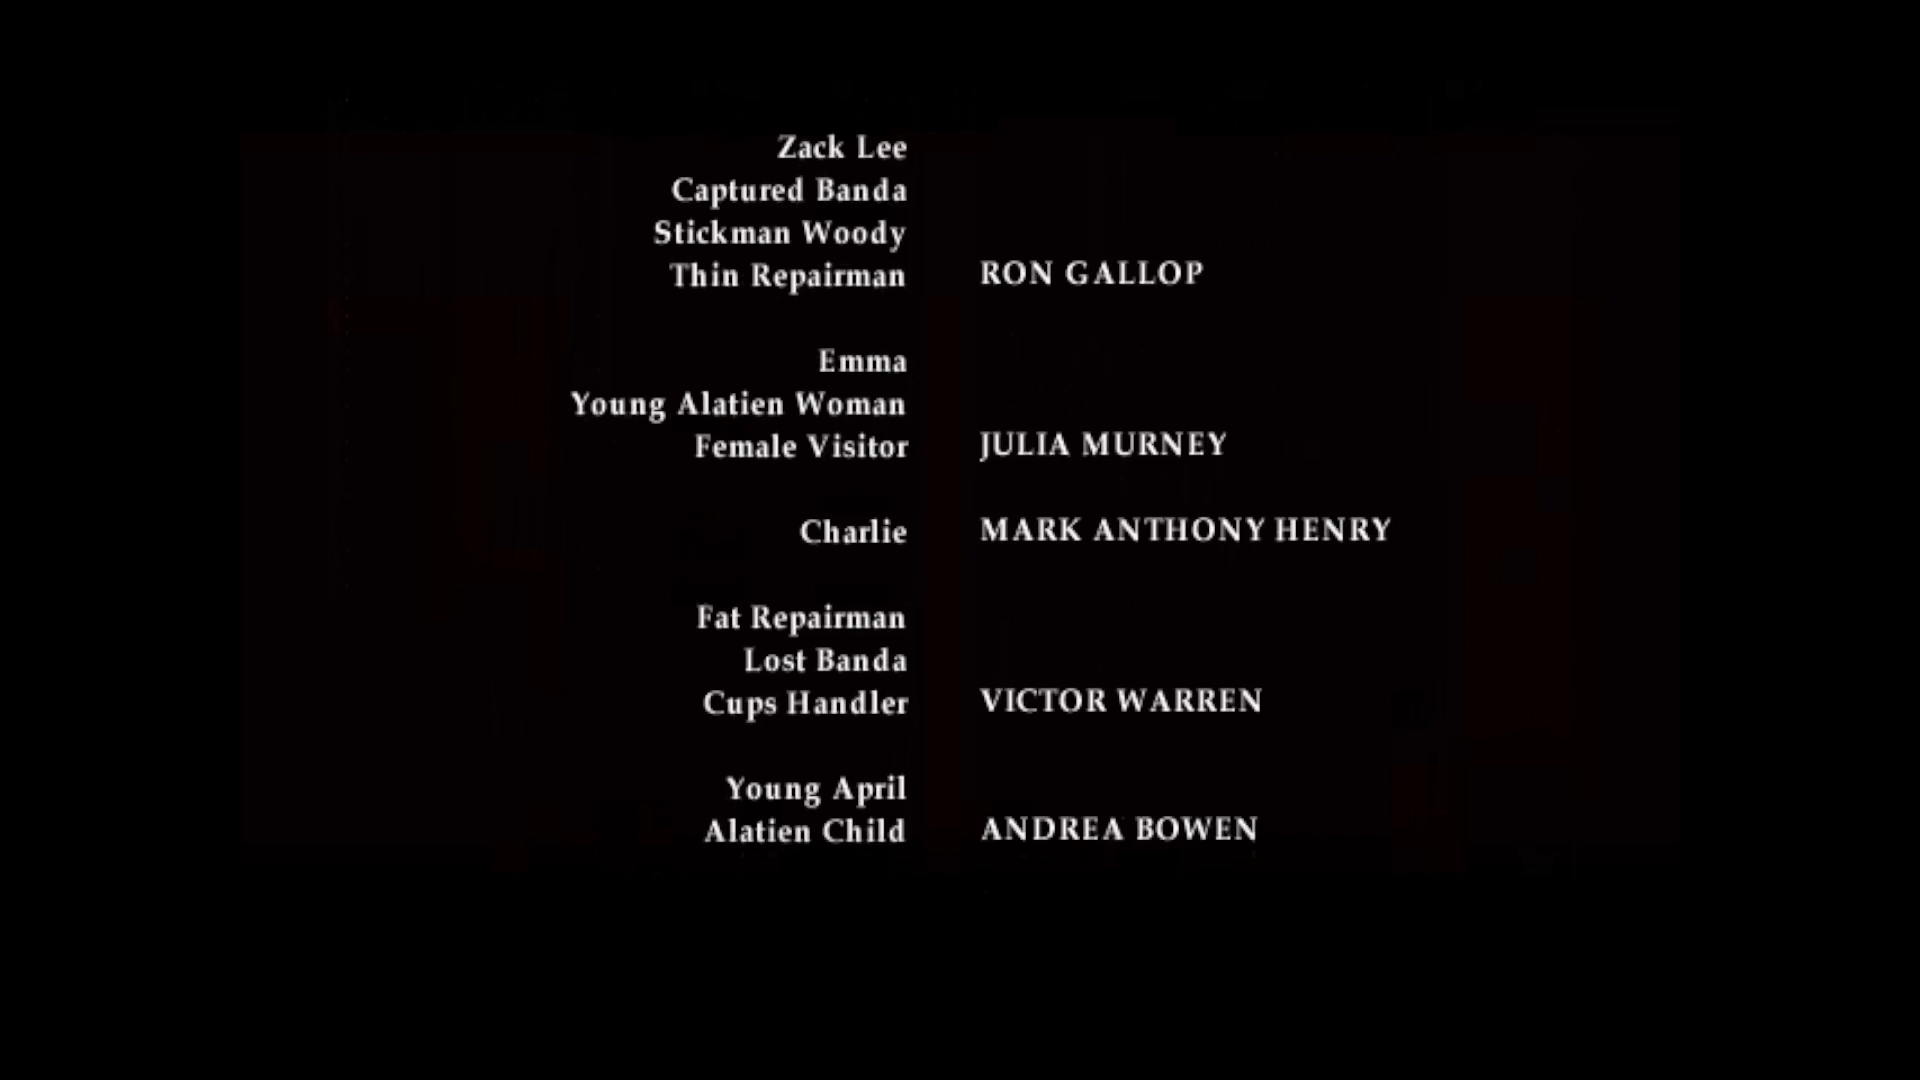 Zack Lee
Captured Banda
Stickman Woody
Thin Repairman RON GALLOP
Emma
Young Alatien Woman
Female Visitor JULIA MURNEY
Charlie MARK ANTHONY HENRY
Fat Repairman
Lost Banda
Cups Handler VICTOR WARREN
Young April
Alatien Child ANDREA BOWEN